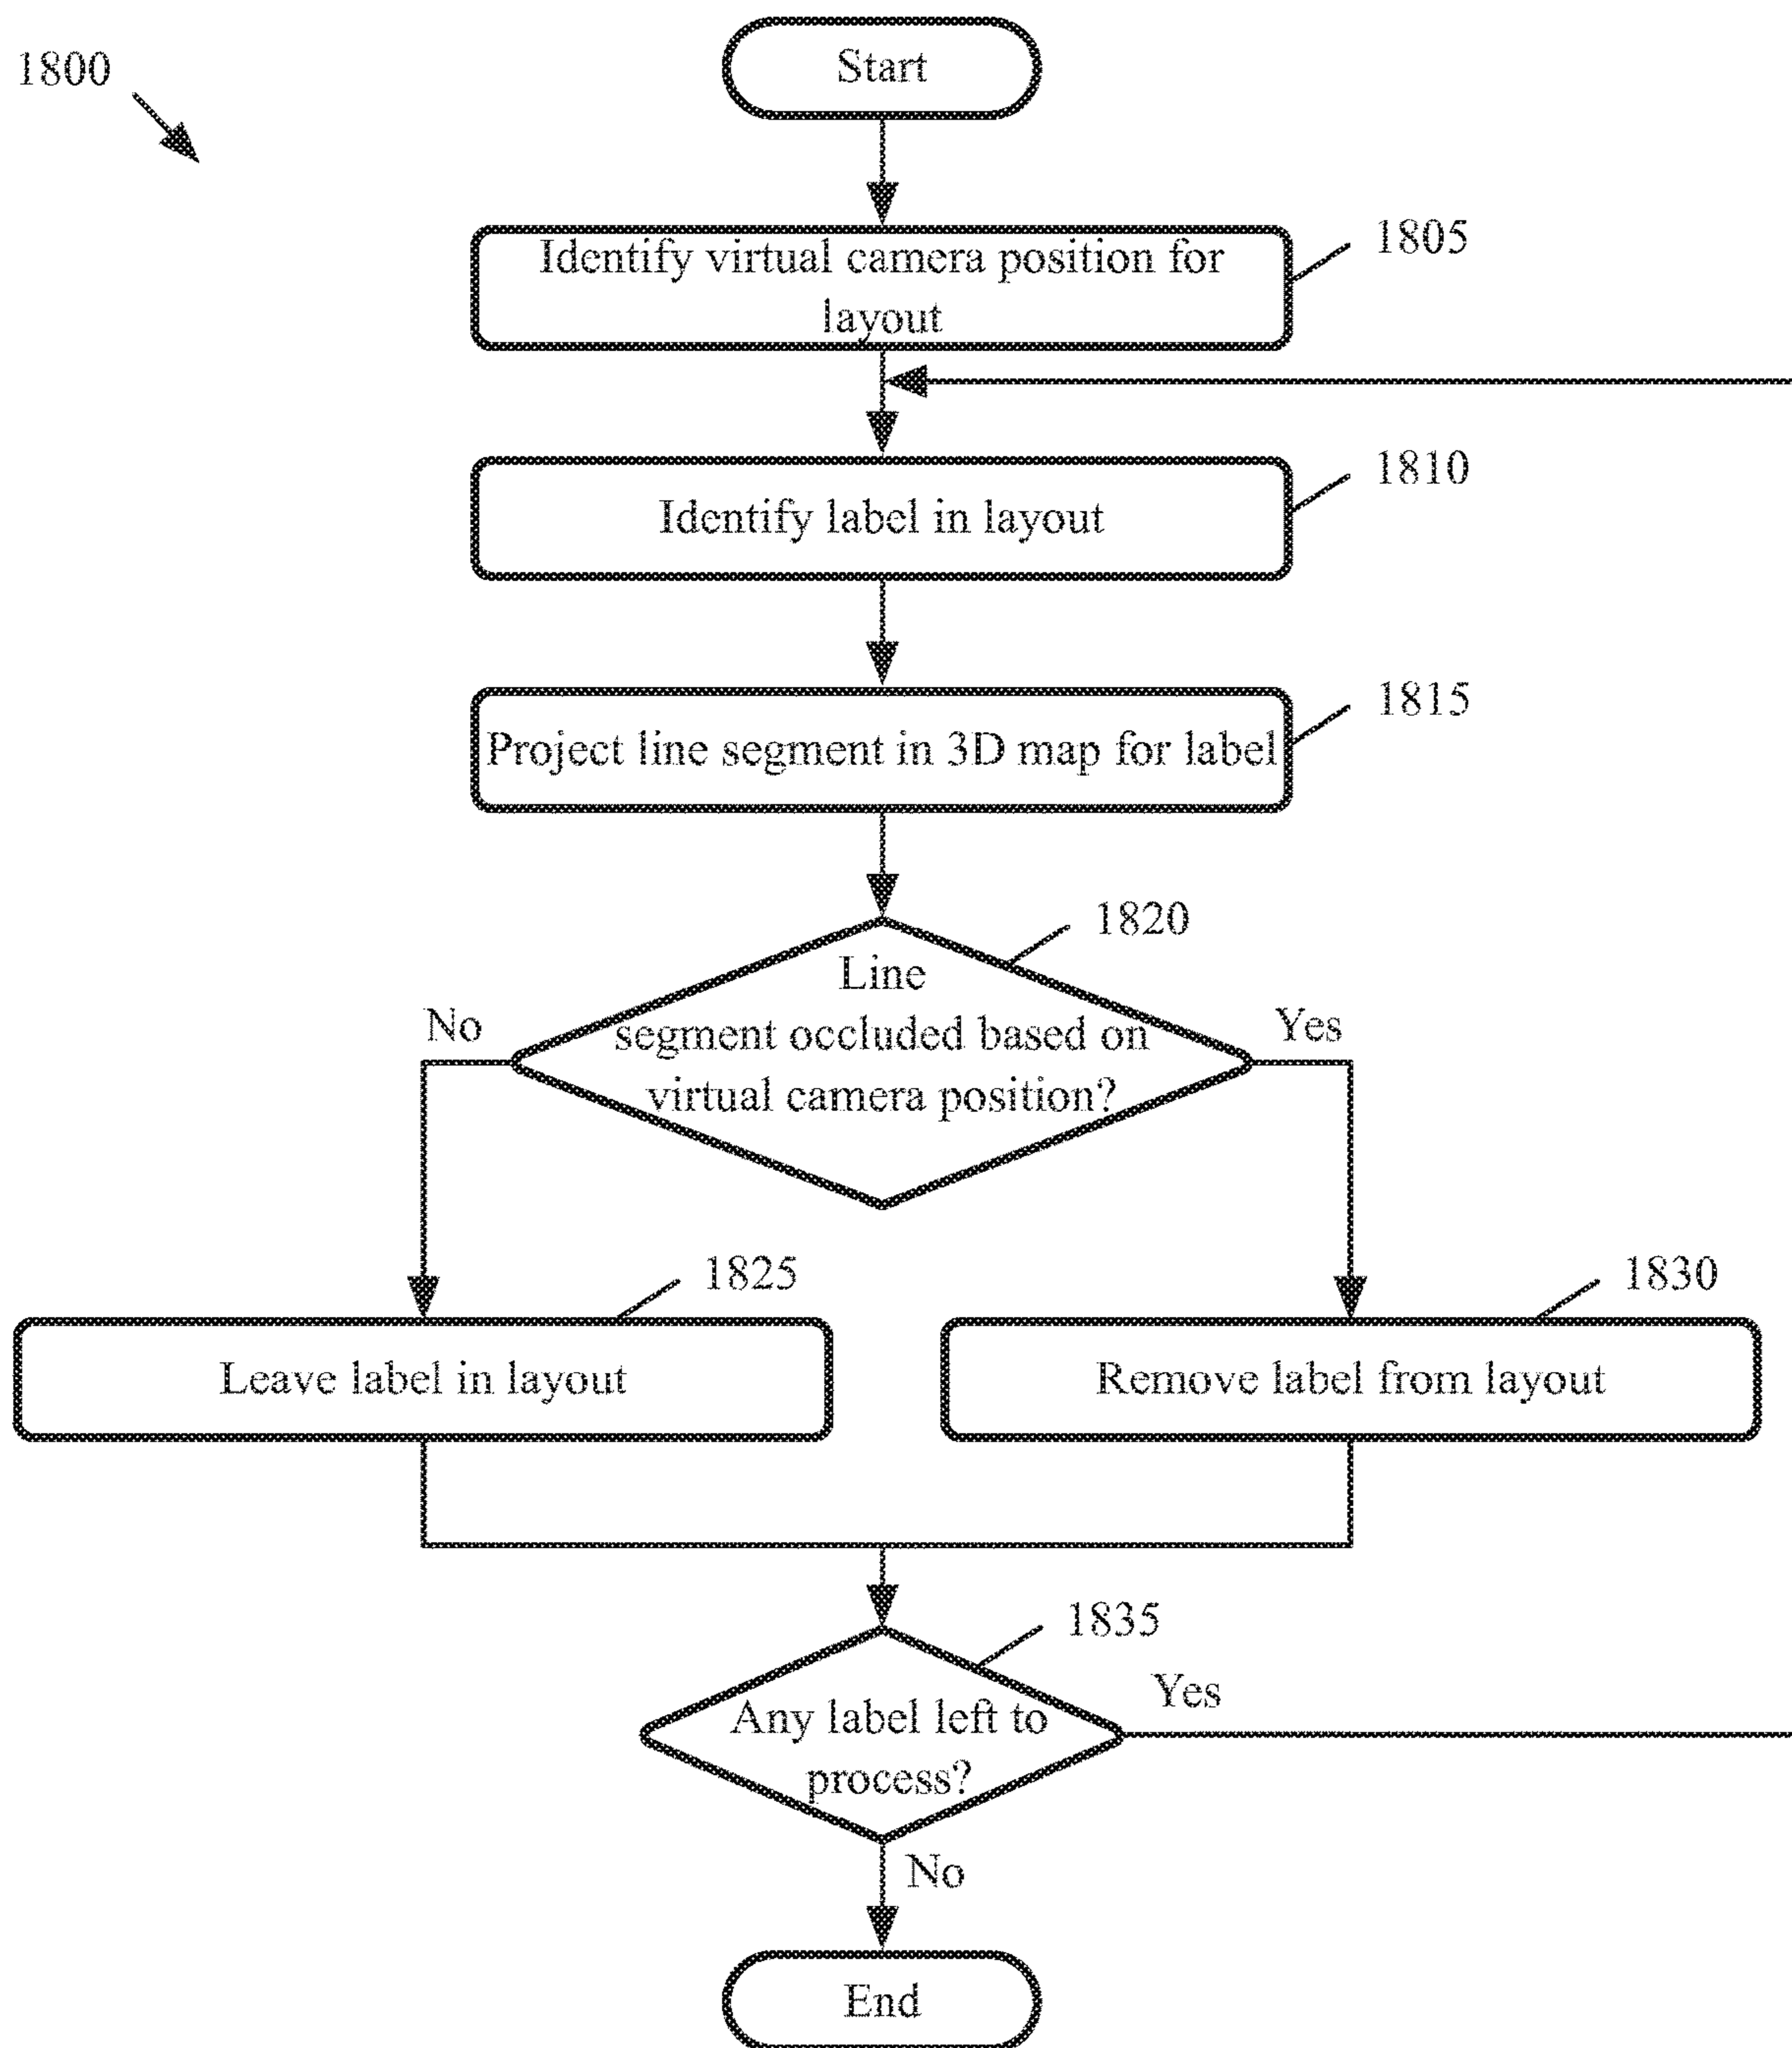 1800
Start
Identify virtual camera position for
layout
1805
Identify label in layout
1810
Project line segment in 3D map for label
1815
1820
Line
segment occluded based on
virtual camera position?
No
Yes
1825
Leave label in layout
1830
Remove label from layout
1835
Any label left to
process?
Yes
No
End